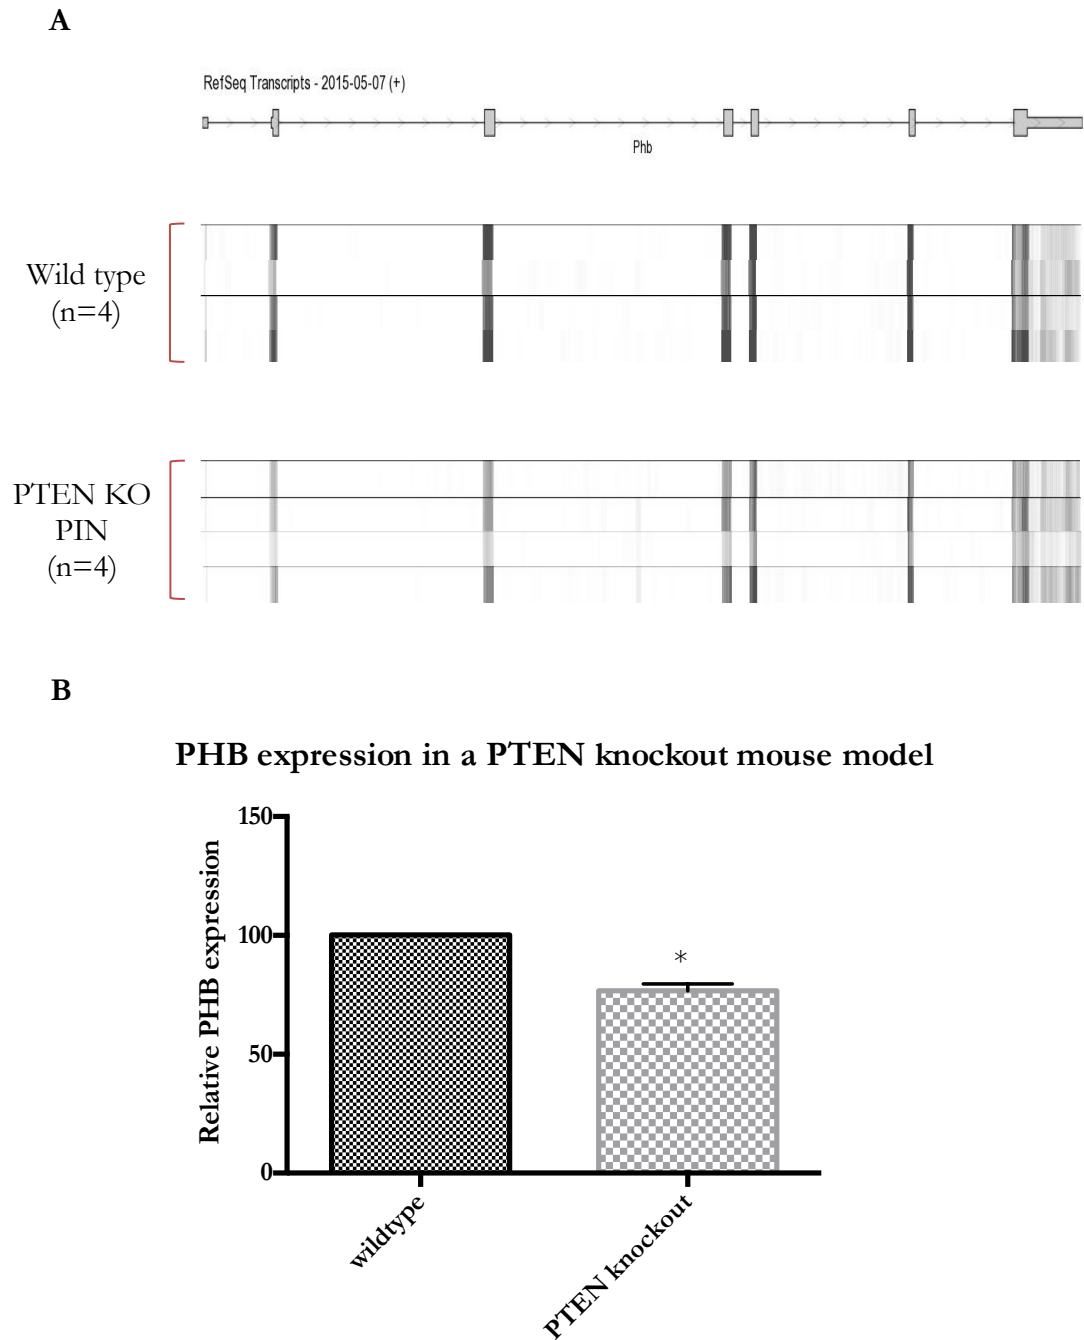 A
RefSeq Transcripts - 2015-05-07 (+)
Phb
Wild type
(n=4)
PTEN KO
PIN
(n=4)
B
PHB expression in a PTEN knockout mouse model
Relative PHB expression
150
100
50
0
*
wildtype
PTEN knockout